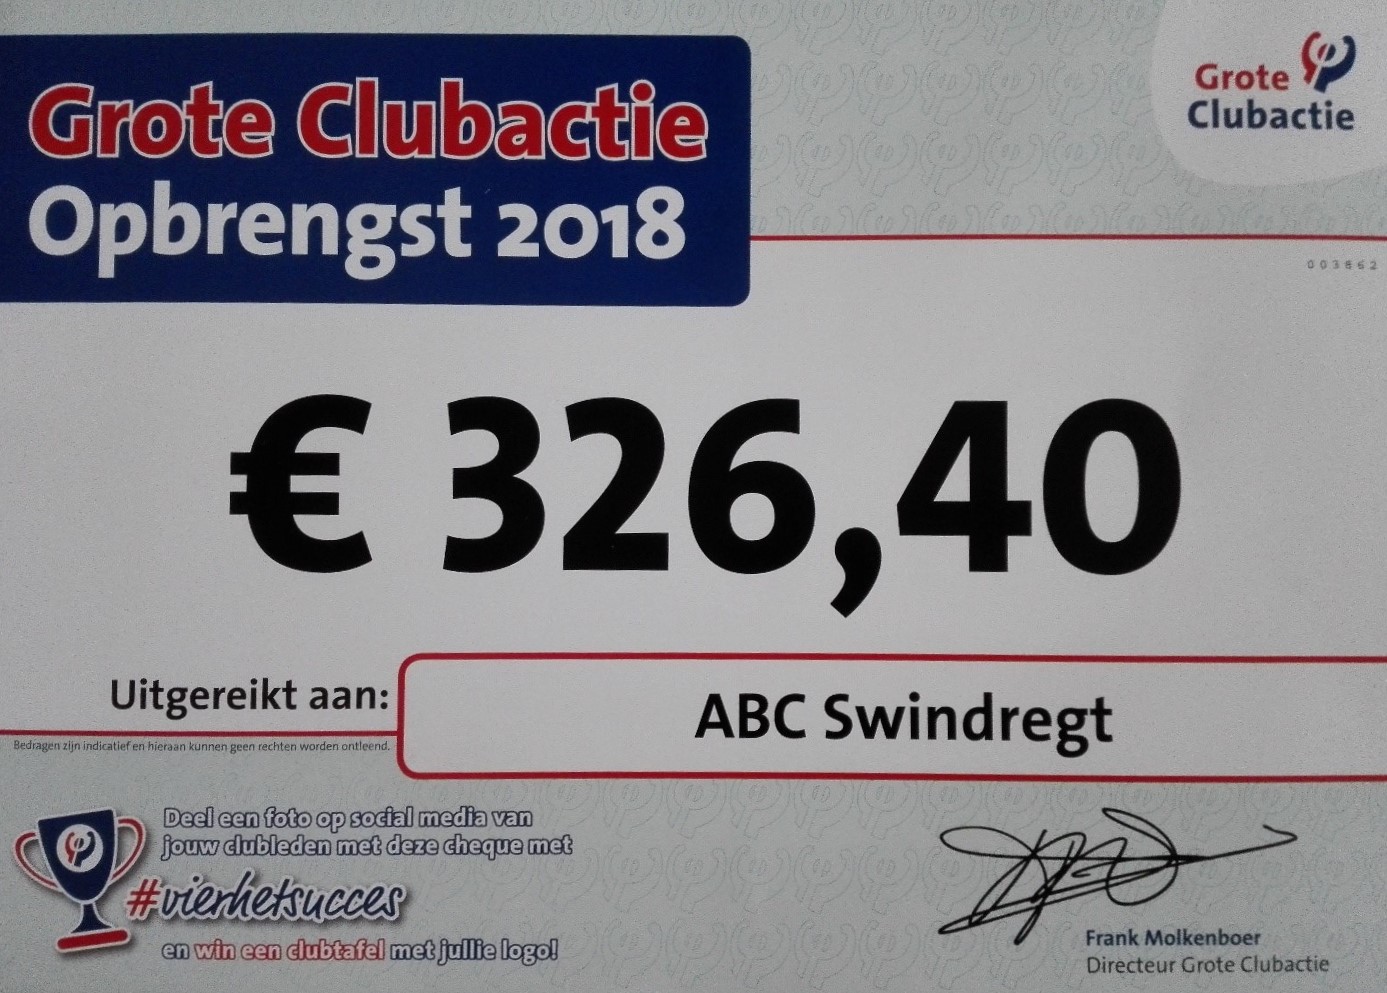 Grote Clubactie
Opbrengst 2018
Grote
Clubactie
003862
€ 326,40
Uitgereikt aan:
ABC Swindregt
Bedragen zijn indicatief en hieraan kunnen geen rechten worden ontleend.
Deel een foto op social media van
jouw clubleden met deze cheque met
#vierhetsucces
en win een clubtafel met jullie logo!
Frank Molkenboer
Directeur Grote Clubactie